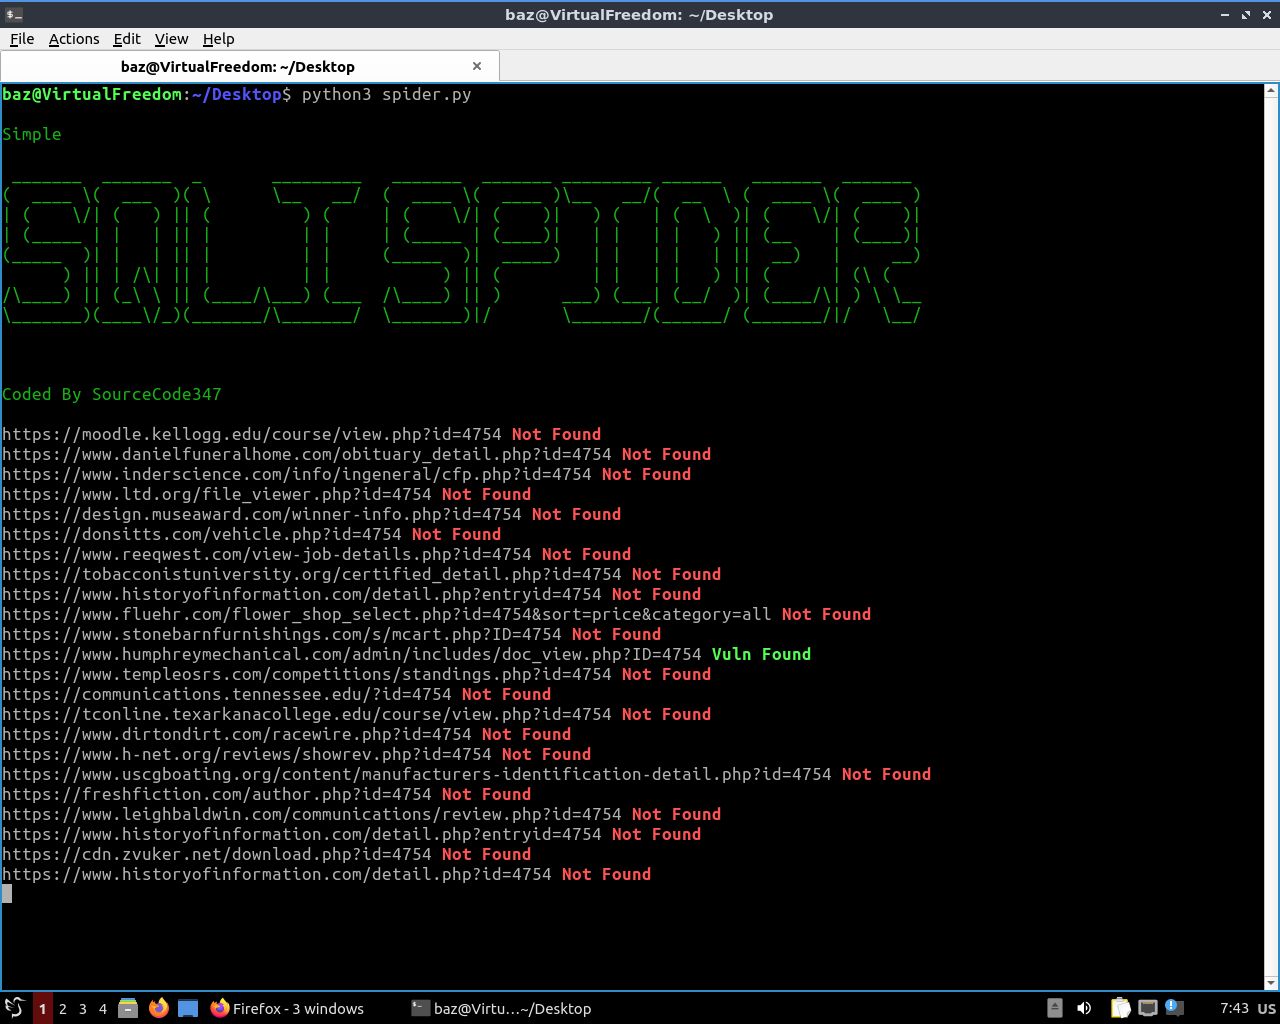 baz@VirtualFreedom: ~/Desktop
File Actions Edit View Help
baz@VirtualFreedom: ~/Desktop
baz@VirtualFreedom:~/Desktop$ python3 spider.py
Simple
SQLI SPIDER
Coded By SourceCode347
https://moodle.kellogg.edu/course/view.php?id=4754 Not Found
https://www.danielfuneralhome.com/obituary_detail.php?id=4754 Not Found
https://www.inderscience.com/info/ingeneral/cfp.php?id=4754 Not Found
https://www.ltd.org/file_viewer.php?id=4754 Not Found
https://design.museaward.com/winner-info.php?id=4754 Not Found
https://donsitts.com/vehicle.php?id=4754 Not Found
https://www.reeqwest.com/view-job-details.php?id=4754 Not Found
https://tobacconistuniversity.org/certified_detail.php?id=4754 Not Found
https://www.historyofinformation.com/detail.php?entryid=4754 Not Found
https://www.fluehr.com/flower_shop_select.php?id=4754&sort=price&category=all Not Found
https://www.stonebarnfurnishings.com/s/mcart.php?ID=4754 Not Found
https://www.humphreymechanical.com/admin/includes/doc_view.php?ID=4754 Vuln Found
https://www.templeosrs.com/competitions/standings.php?id=4754 Not Found
https://communications.tennessee.edu/?id=4754 Not Found
https://tconline.texarkanacollege.edu/course/view.php?id=4754 Not Found
https://www.dirtondirt.com/racewire.php?id=4754 Not Found
https://www.h-net.org/reviews/showrev.php?id=4754 Not Found
https://www.uscgboating.org/content/manufacturers-identification-detail.php?id=4754 Not Found
https://freshfiction.com/author.php?id=4754 Not Found
https://www.leighbaldwin.com/communications/review.php?id=4754 Not Found
https://www.historyofinformation.com/detail.php?entryid=4754 Not Found
https://cdn.zvuker.net/download.php?id=4754 Not Found
https://www.historyofinformation.com/detail.php?id=4754 Not Found
1 2 3 4 Firefox - 3 windows baz@Virtu…~/Desktop 7:43 US